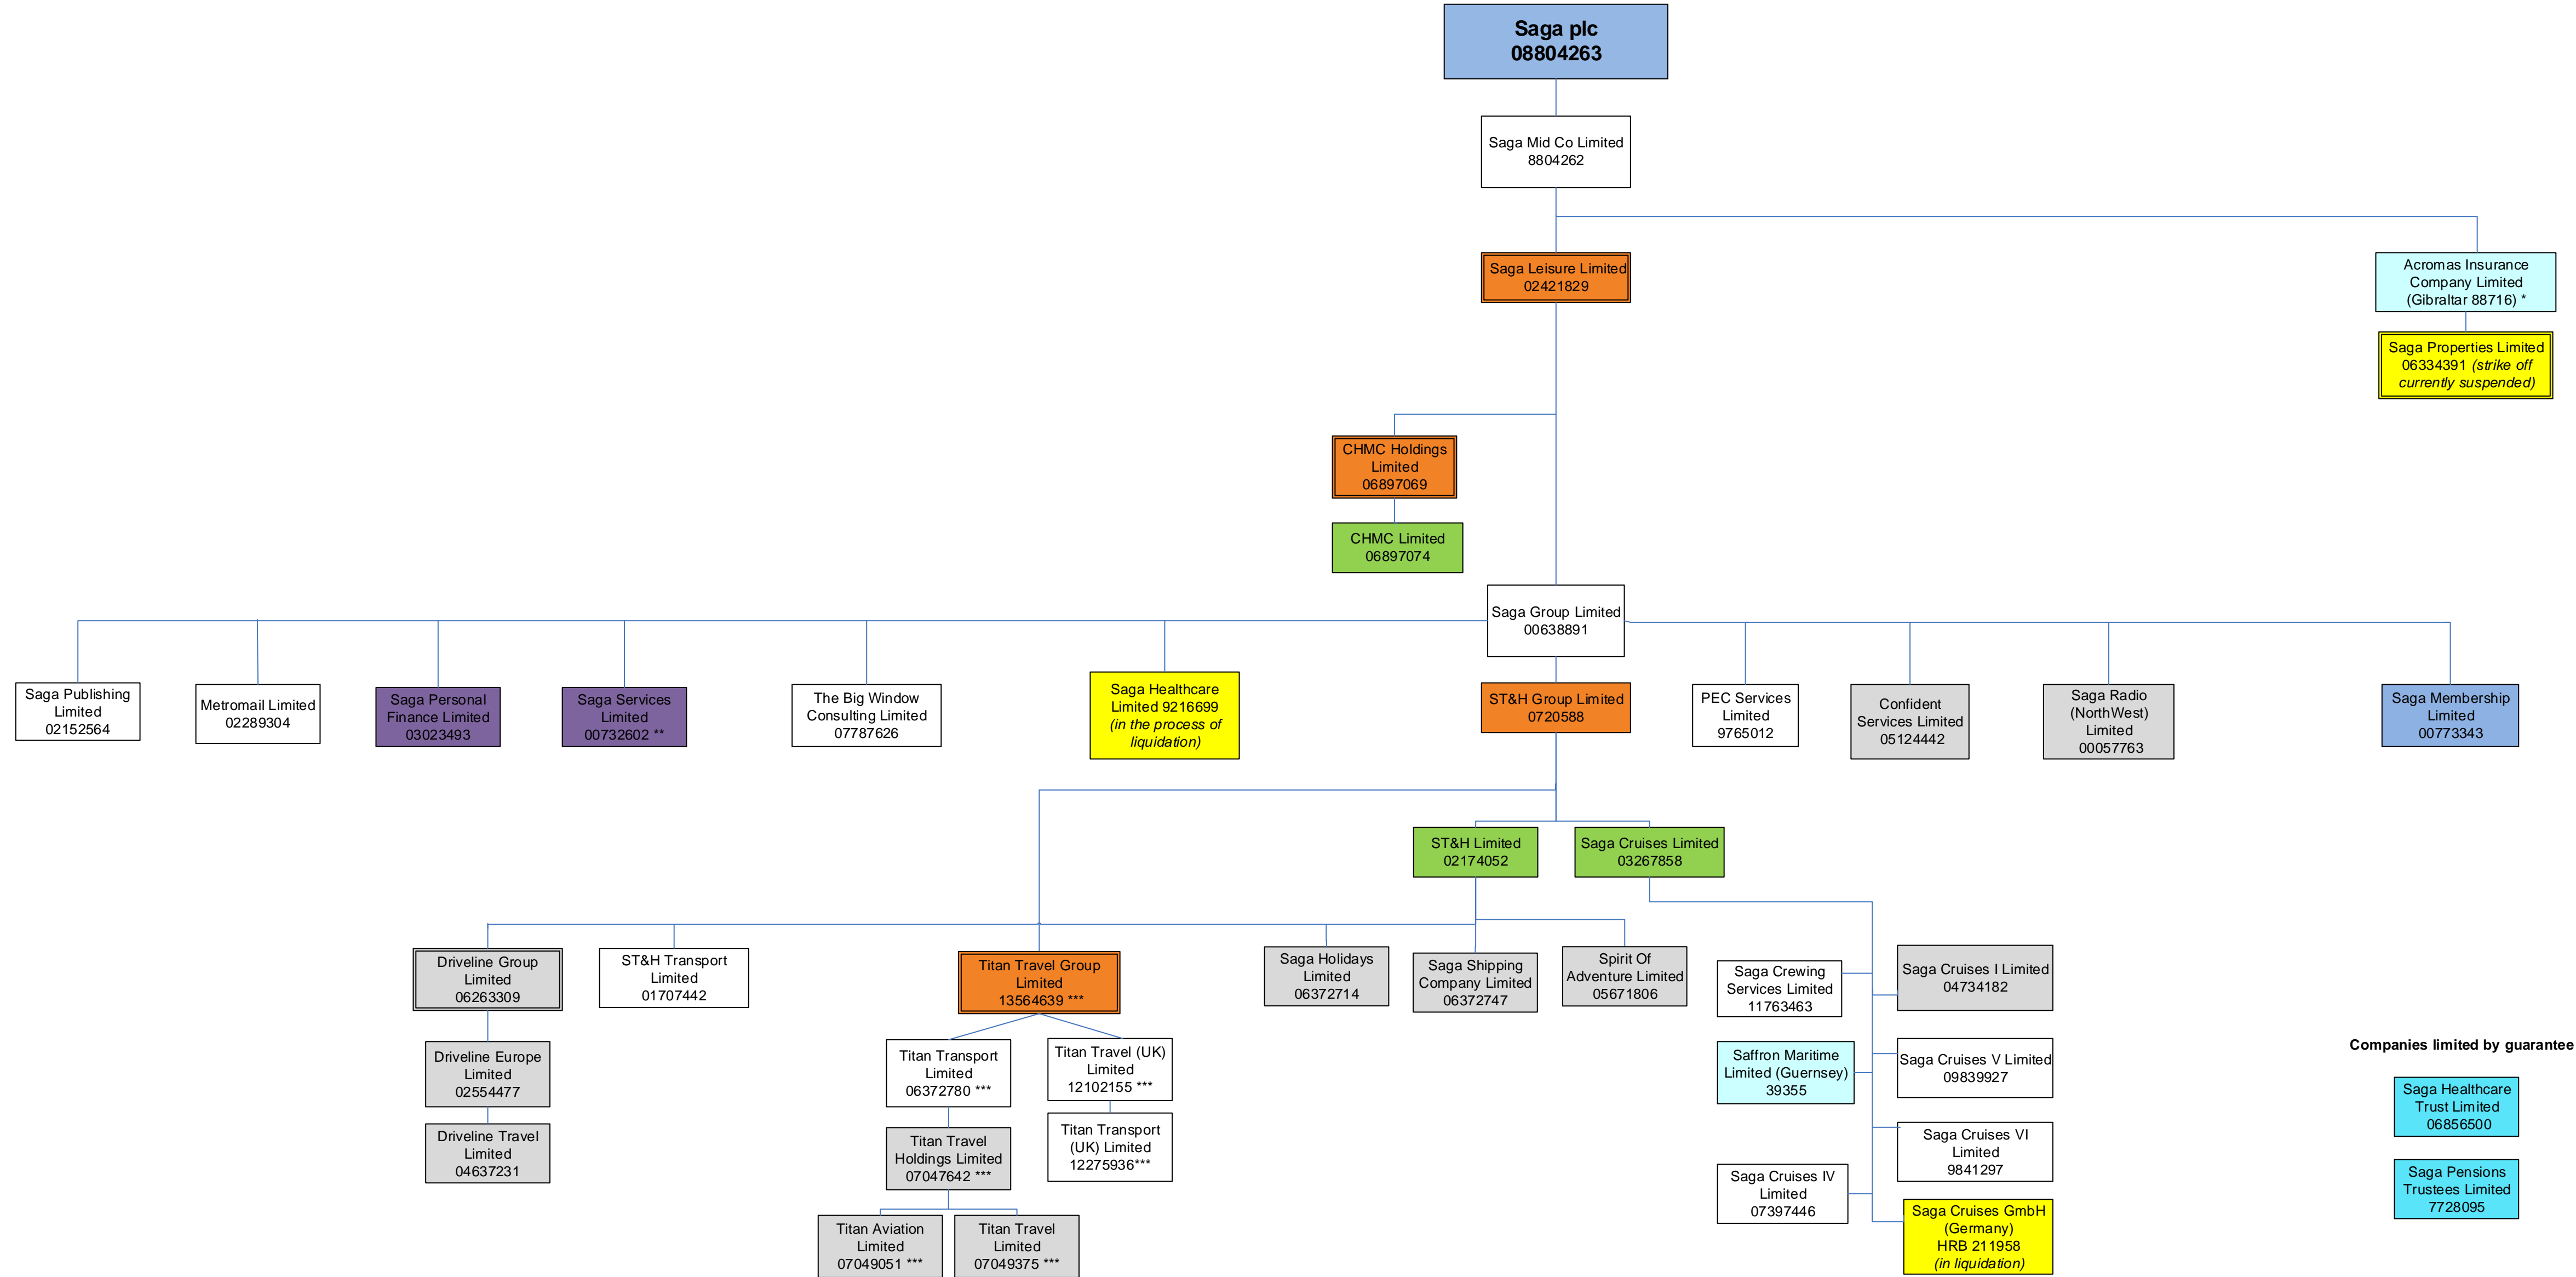 Saga plc
08804263
Saga Mid Co Limited
8804262
Saga Leisure Limited
02421829
Acromas Insurance
Company Limited
(Gibraltar 88716) *
Saga Properties Limited
06334391 (strike off
currently suspended)
CHMC Holdings
Limited
06897069
CHMC Limited
06897074
Saga Group Limited
00638891
Saga Publishing
Limited
02152564
Metromail Limited
02289304
Saga Personal
Finance Limited
03023493
Saga Services
Limited
00732602 **
The Big Window
Consulting Limited
07787626
Saga Healthcare
Limited 9216699
(in the process of
liquidation)
ST&H Group Limited
0720588
PEC Services
Limited
9765012
Confident
Services Limited
05124442
Saga Radio
(NorthWest)
Limited
00057763
Saga Membership
Limited
00773343
ST&H Limited
02174052
Saga Cruises Limited
03267858
Driveline Group
Limited
06263309
ST&H Transport
Limited
01707442
Titan Travel Group
Limited
13564639 ***
Saga Holidays
Limited
06372714
Saga Shipping
Company Limited
06372747
Spirit Of
Adventure Limited
05671806
Saga Crewing
Services Limited
11763463
Saga Cruises I Limited
04734182
Driveline Europe
Limited
02554477
Titan Transport
Limited
06372780 ***
Titan Travel (UK)
Limited
12102155 ***
Saffron Maritime
Limited (Guernsey)
39355
Saga Cruises V Limited
09839927
Companies limited by guarantee
Saga Healthcare
Trust Limited
06856500
Driveline Travel
Limited
04637231
Titan Travel
Holdings Limited
07047642 ***
Titan Transport
(UK) Limited
12275936***
Saga Cruises VI
Limited
9841297
Saga Cruises IV
Limited
07397446
Saga Pensions
Trustees Limited
7728095
Titan Aviation
Limited
07049051 ***
Titan Travel
Limited
07049375 ***
Saga Cruises GmbH
(Germany)
HRB 211958
(in liquidation)